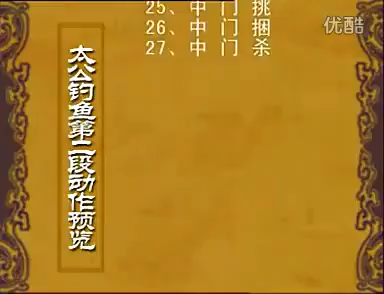 25、中 门 挑
26、中 门 捆
27、中 门 杀
优酷
太公钓鱼第二段动作预览